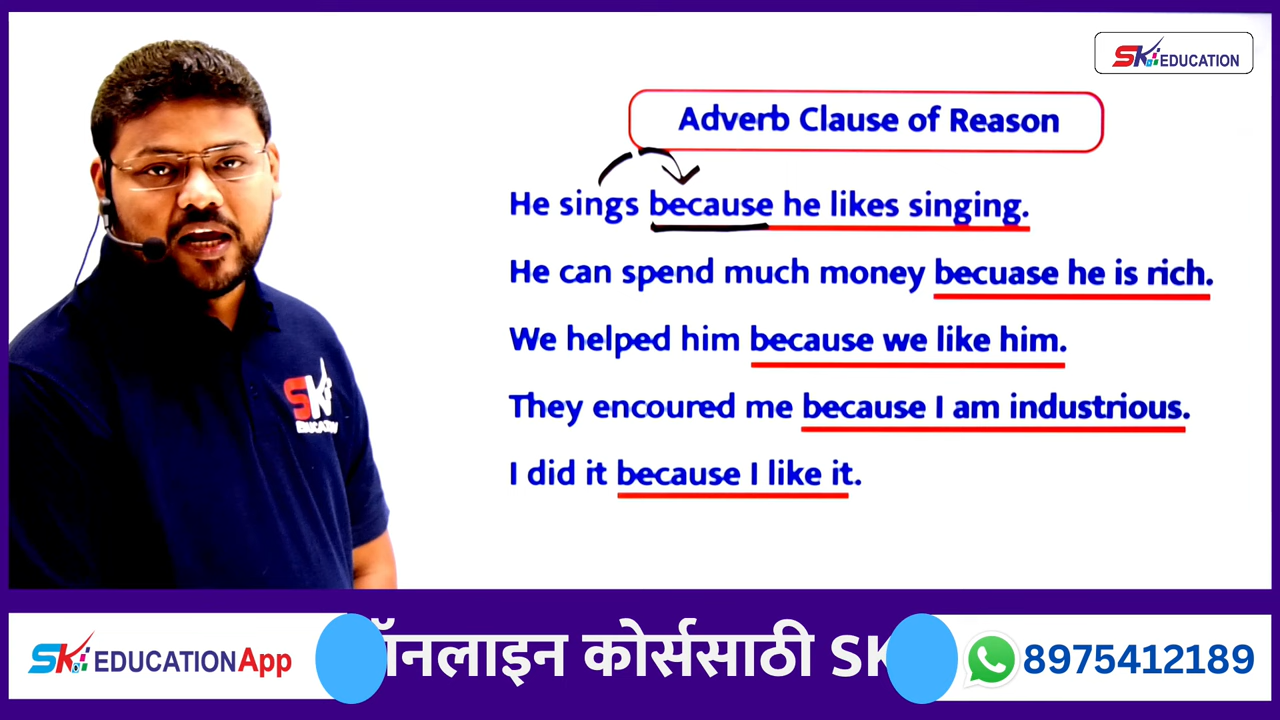 SK EDUCATION
Adverb Clause of Reason
He sings because he likes singing.
He can spend much money becuase he is rich.
We helped him because we like him.
They encoured me because I am industrious.
I did it because I like it.
SK
EDUCATION
SK EDUCATION App
ऑनलाइन कोर्ससाठी SK
8975412189